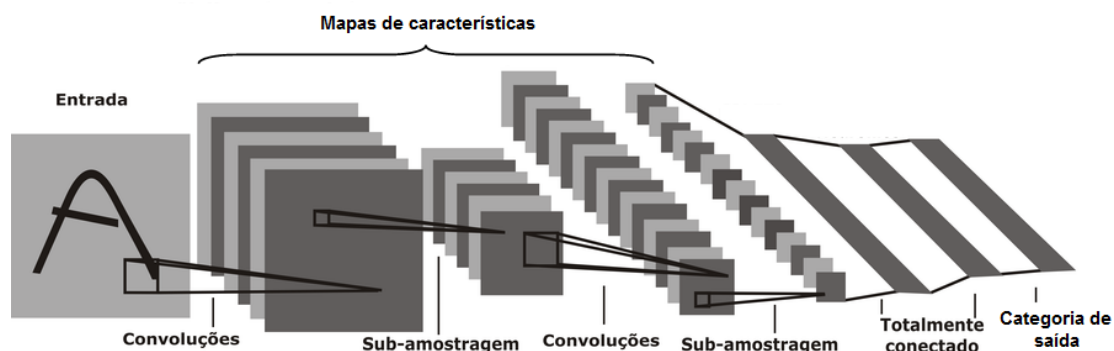 Mapas de características
Entrada
A
Convoluções
Sub-amostragem
Convoluções
Sub-amostragem
Totalmente
conectado
Categoria de
saída